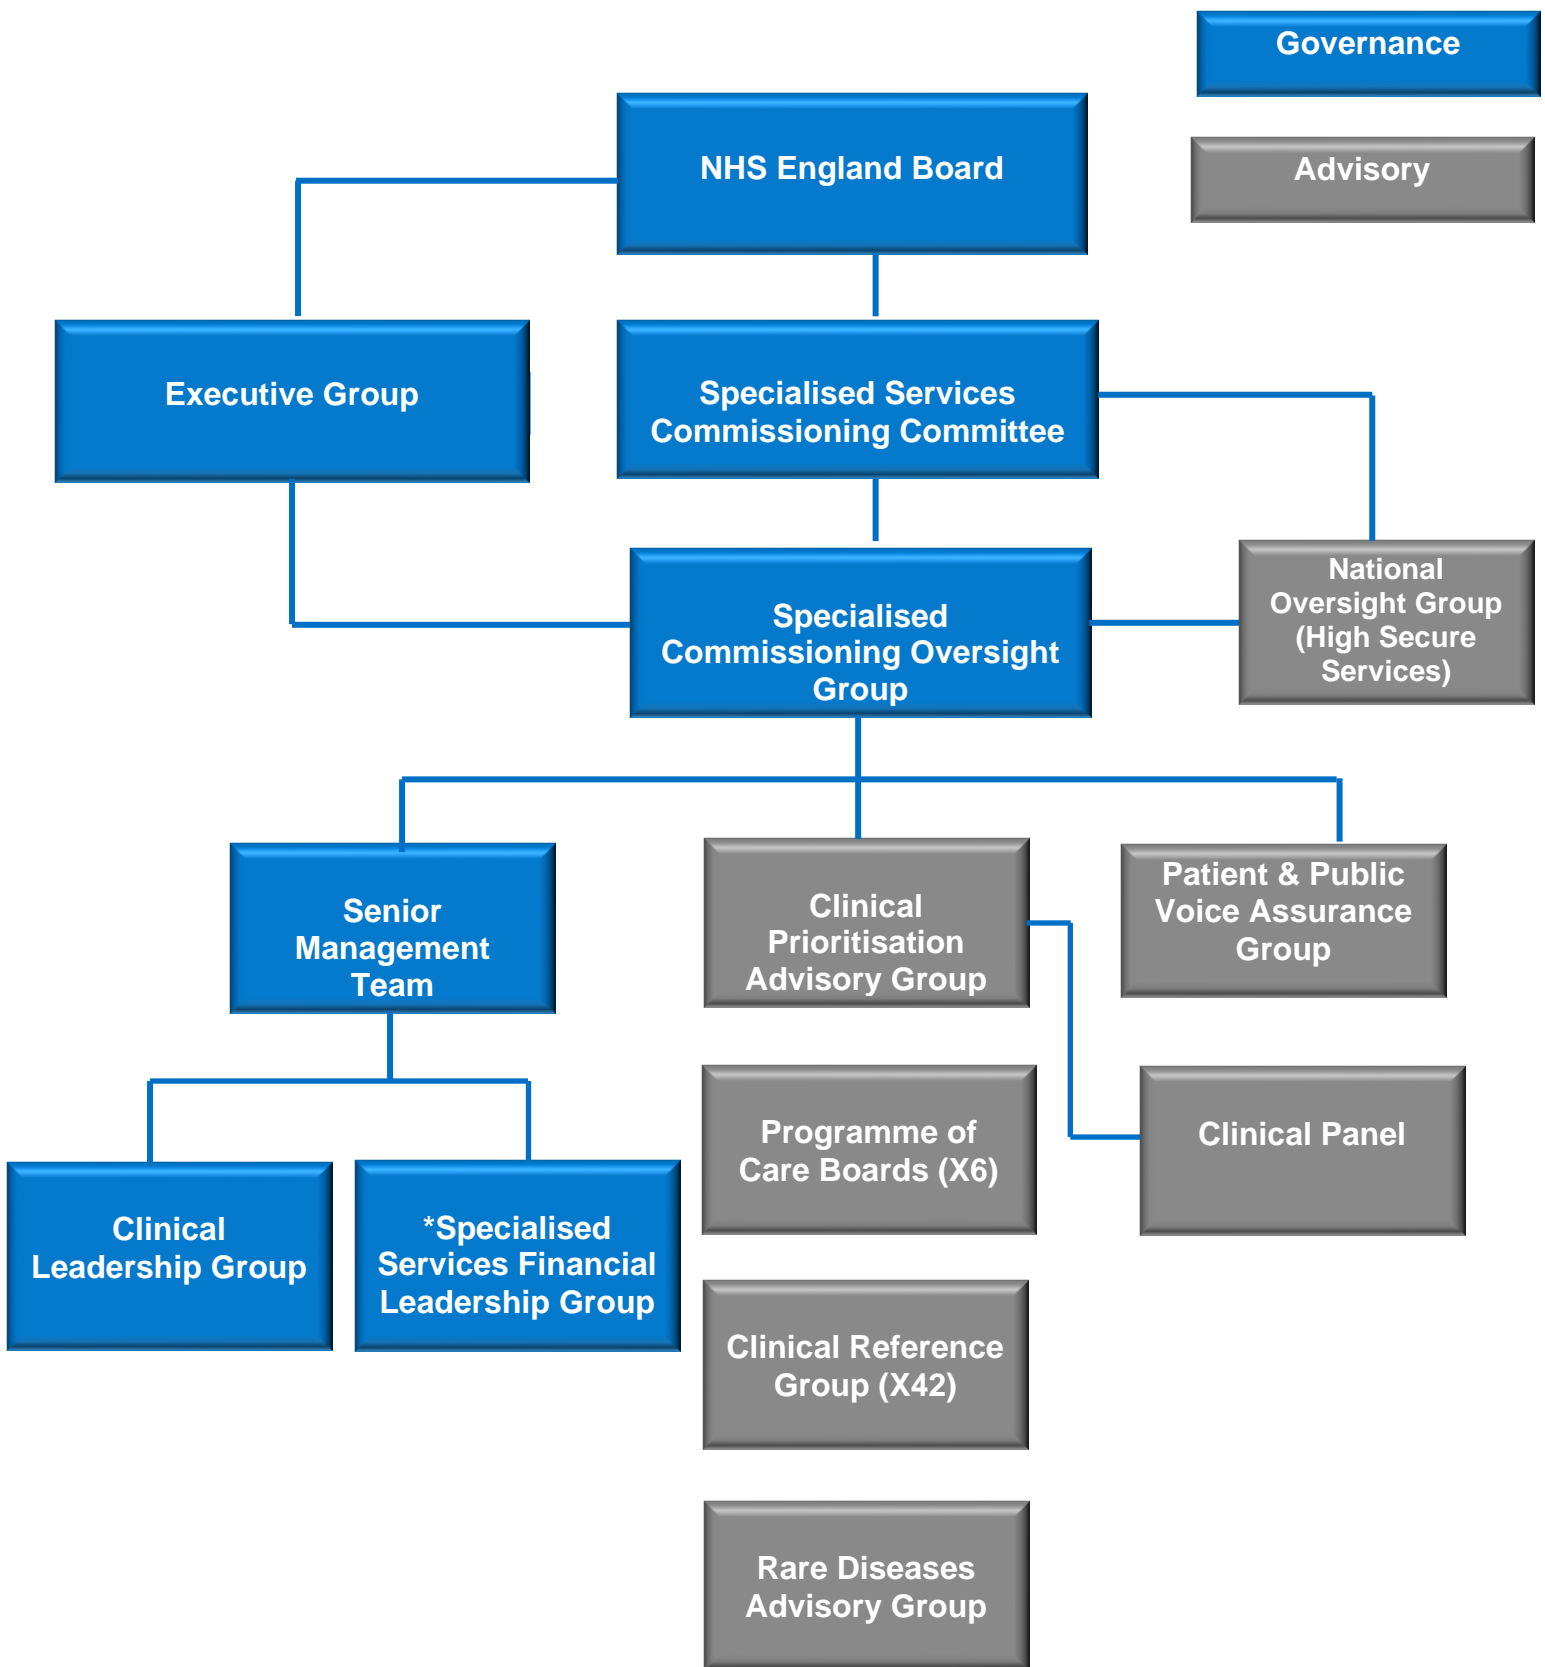 Governance
Advisory
NHS England Board
Executive Group
Specialised Services
Commissioning Committee
Specialised
Commissioning Oversight
Group
National
Oversight Group
(High Secure
Services)
Senior
Management
Team
Clinical
Prioritisation
Advisory Group
Patient & Public
Voice Assurance
Group
Programme of
Care Boards (X6)
Clinical Panel
Clinical
Leadership Group
*Specialised
Services Financial
Leadership Group
Clinical Reference
Group (X42)
Rare Diseases
Advisory Group